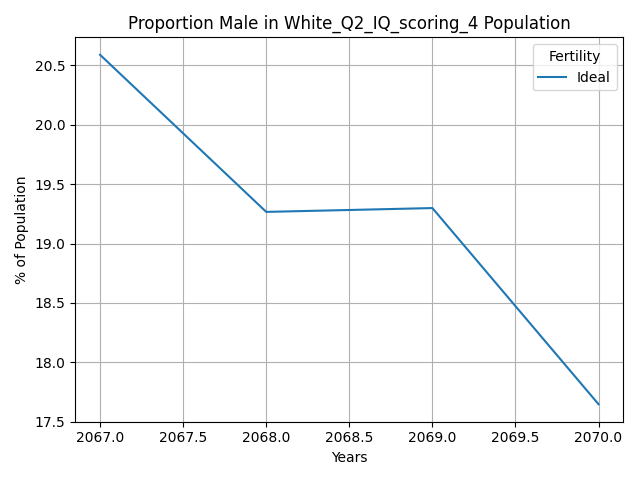 Proportion Male in White_Q2_IQ_scoring_4 Population
Fertility
Ideal
% of Population
20.5
20.0
19.5
19.0
18.5
18.0
17.5
2067.0 2067.5 2068.0 2068.5 2069.0 2069.5 2070.0
Years